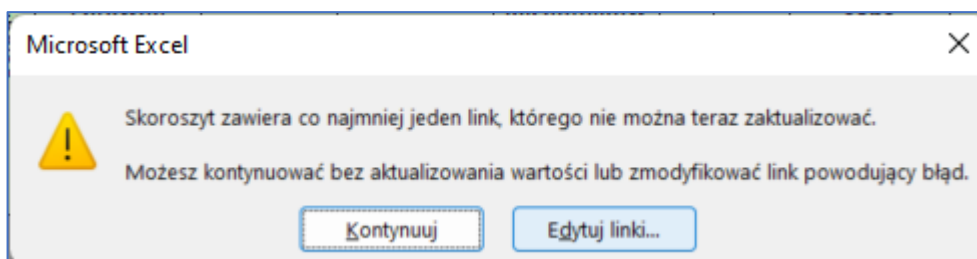 Microsoft Excel
Skoroszyt zawiera co najmniej jeden link, którego nie można teraz zaktualizować.
Możesz kontynuować bez aktualizowania wartości lub zmodyfikować link powodujący błąd.
Kontynuuj
Edytuj linki...